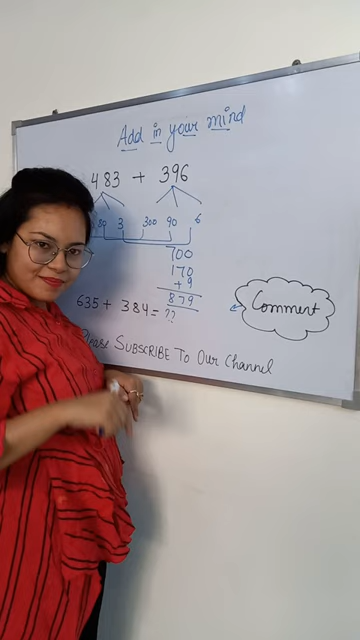 Add in your mind
483 + 396
80 3 300 90 6
700
170
+ 9
879
635 + 384 = ??
Comment
Please SUBSCRIBE To Our Channel